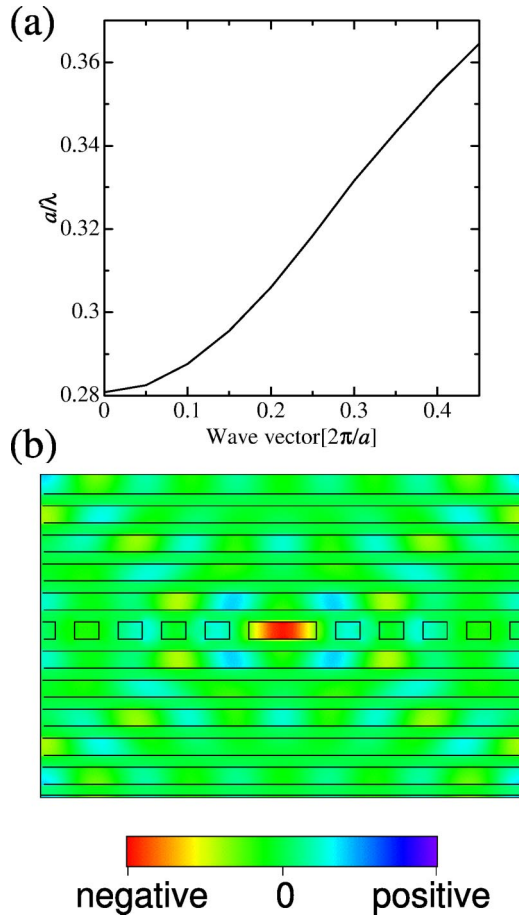 (a)
0.36
0.34
0.32
0.3
0.28
a/λ
0 0.1 0.2 0.3 0.4
Wave vector[2π/a]
(b)
negative 0 positive